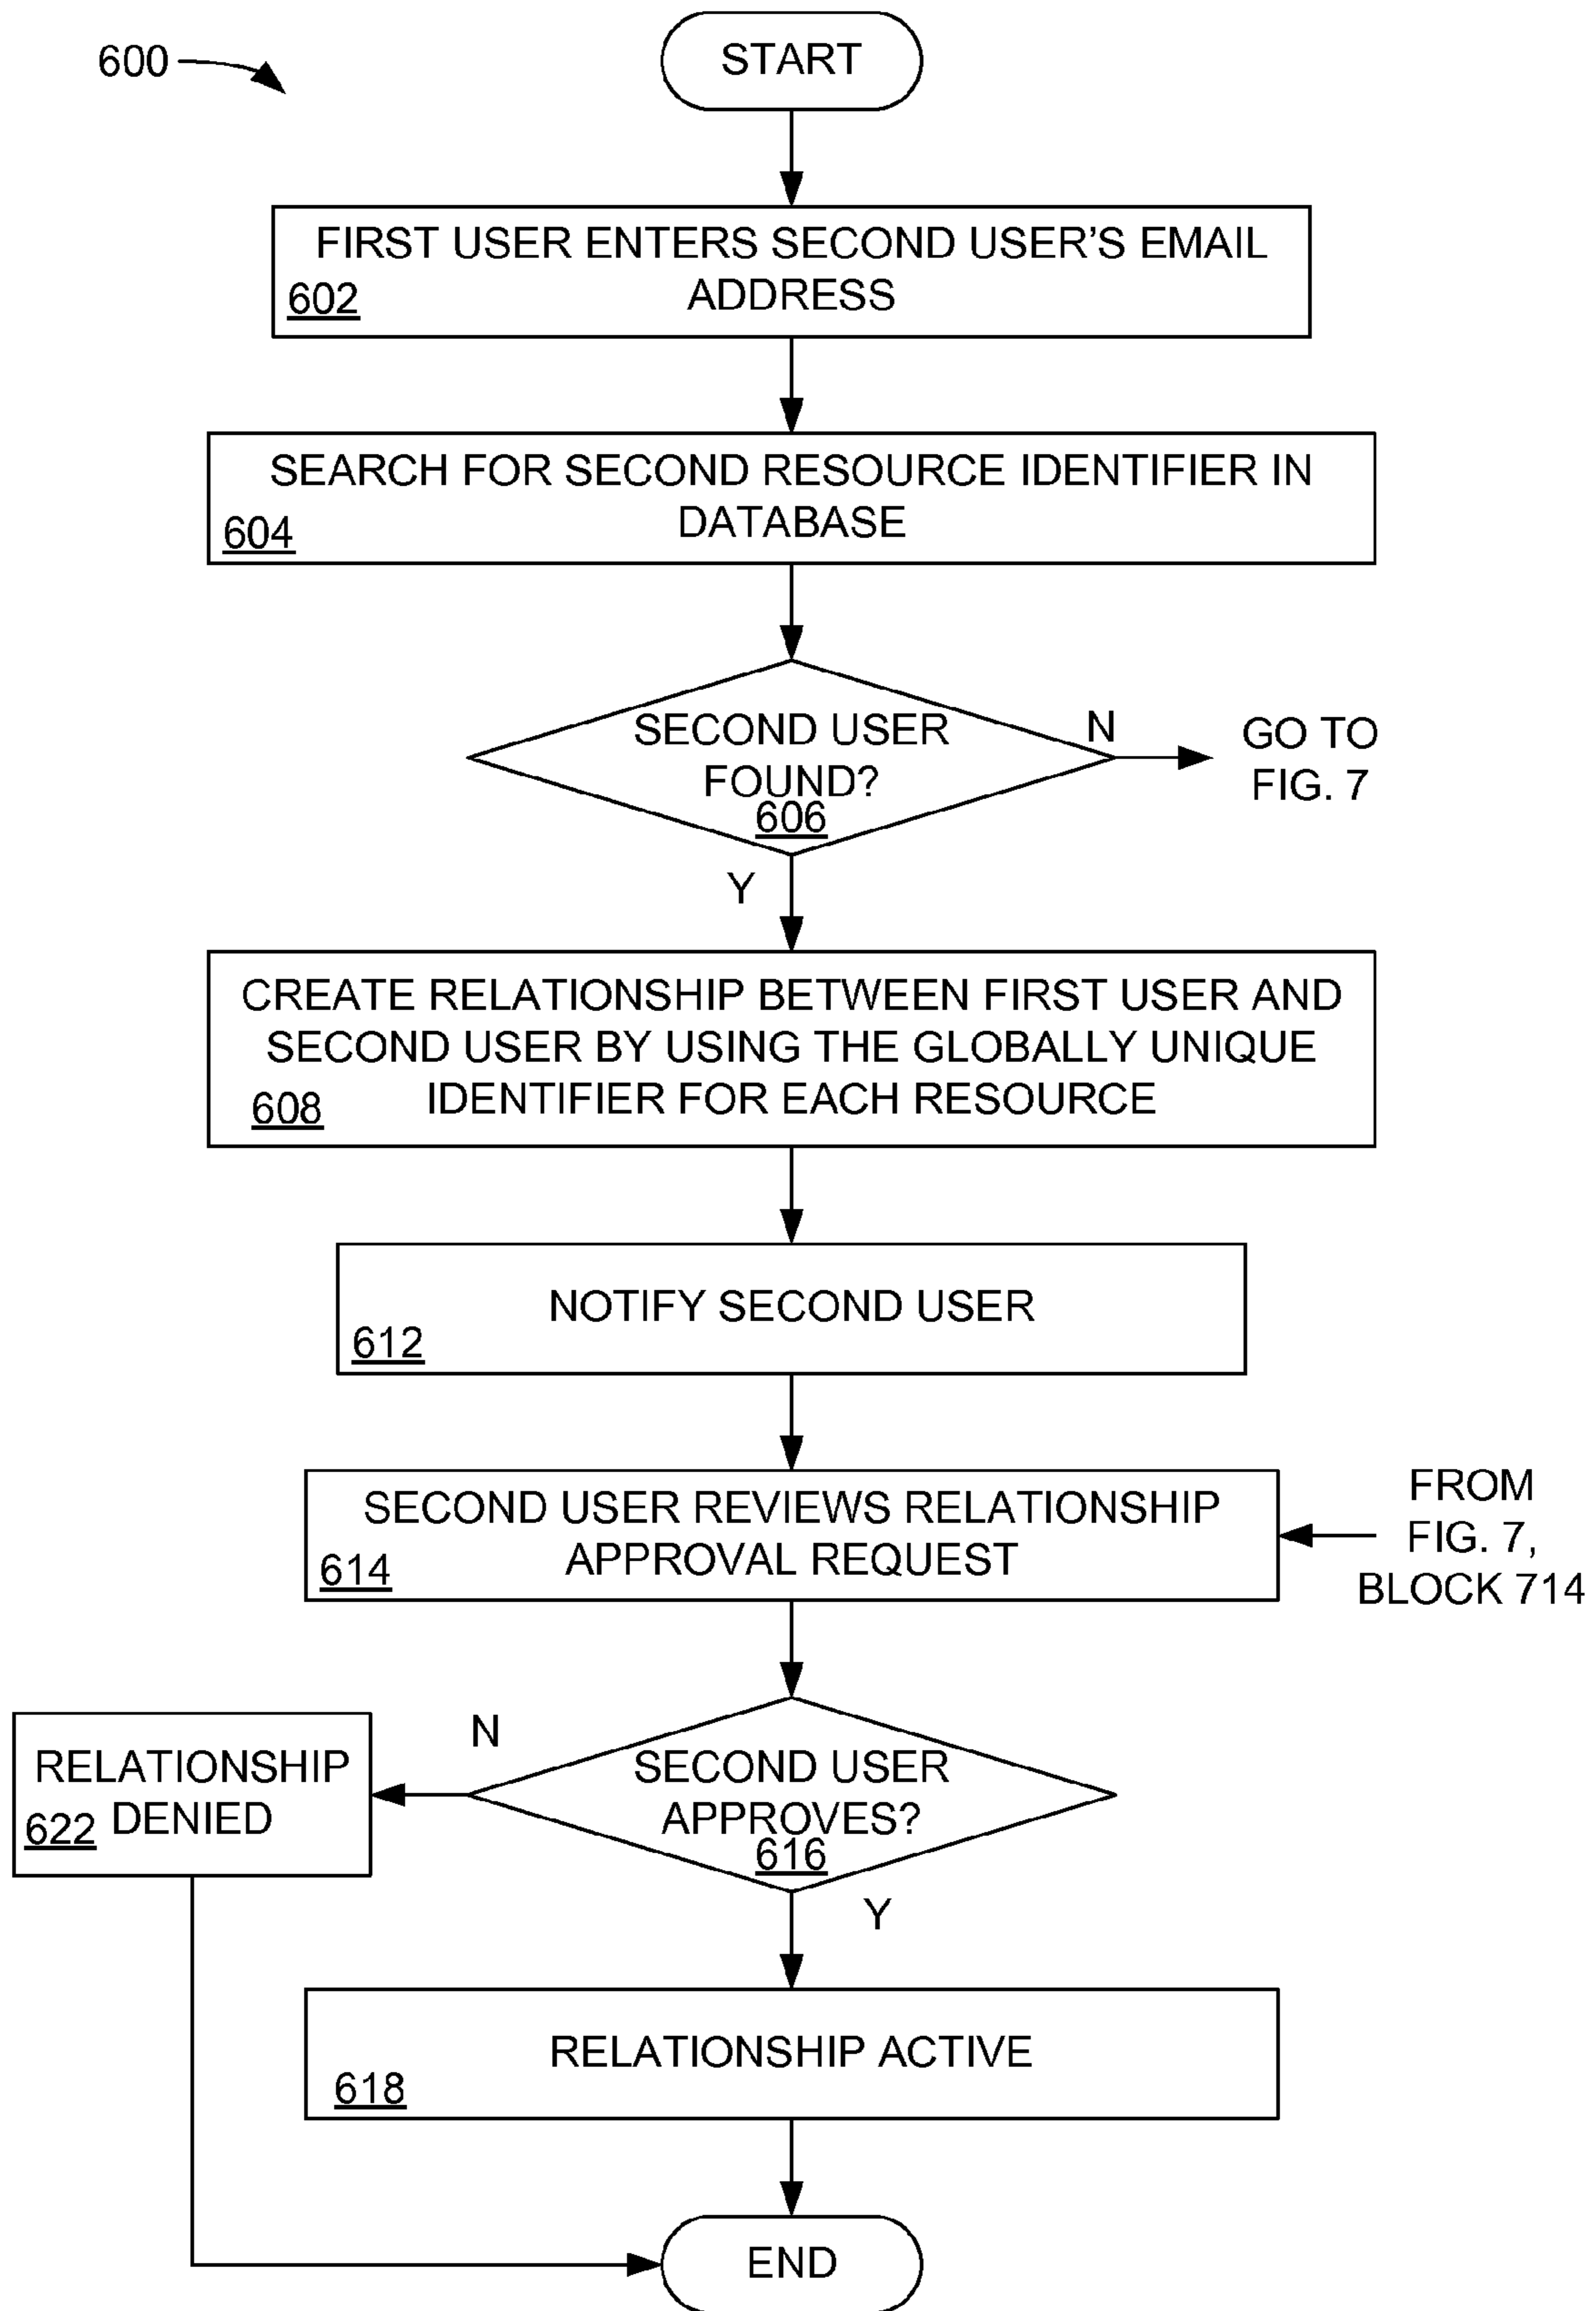 600
START
FIRST USER ENTERS SECOND USER'S EMAIL
ADDRESS
602
SEARCH FOR SECOND RESOURCE IDENTIFIER IN
DATABASE
604
SECOND USER
FOUND?
606
N
GO TO
FIG. 7
Y
CREATE RELATIONSHIP BETWEEN FIRST USER AND
SECOND USER BY USING THE GLOBALLY UNIQUE
IDENTIFIER FOR EACH RESOURCE
608
NOTIFY SECOND USER
612
SECOND USER REVIEWS RELATIONSHIP
APPROVAL REQUEST
614
FROM
FIG. 7,
BLOCK 714
SECOND USER
APPROVES?
616
N
RELATIONSHIP
DENIED
622
Y
RELATIONSHIP ACTIVE
618
END